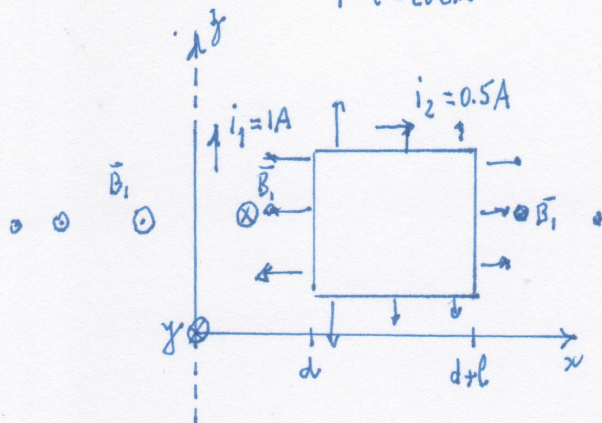 z
i₁ = 1A
i₂ = 0.5A
B⃗₁
B⃗₁
B⃗₁
y
d
d+l
x